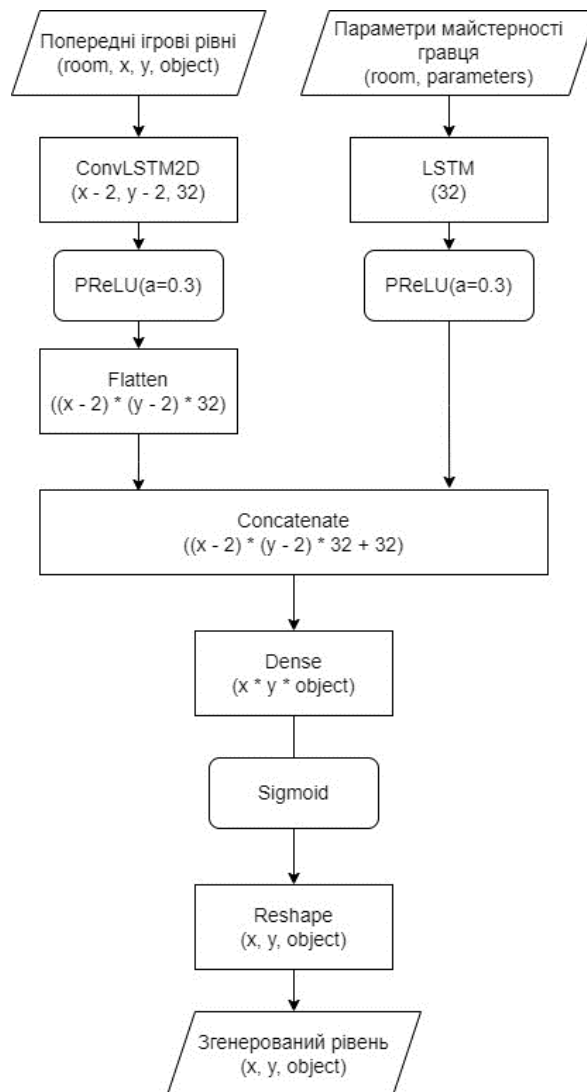 Попередні ігрові рівні
(room, x, y, object)
Параметри майстерності
гравця
(room, parameters)
ConvLSTM2D
(x - 2, y - 2, 32)
LSTM
(32)
PReLU(a=0.3)
PReLU(a=0.3)
Flatten
((x - 2) * (y - 2) * 32)
Concatenate
((x - 2) * (y - 2) * 32 + 32)
Dense
(x * y * object)
Sigmoid
Reshape
(x, y, object)
Згенерований рівень
(x, y, object)